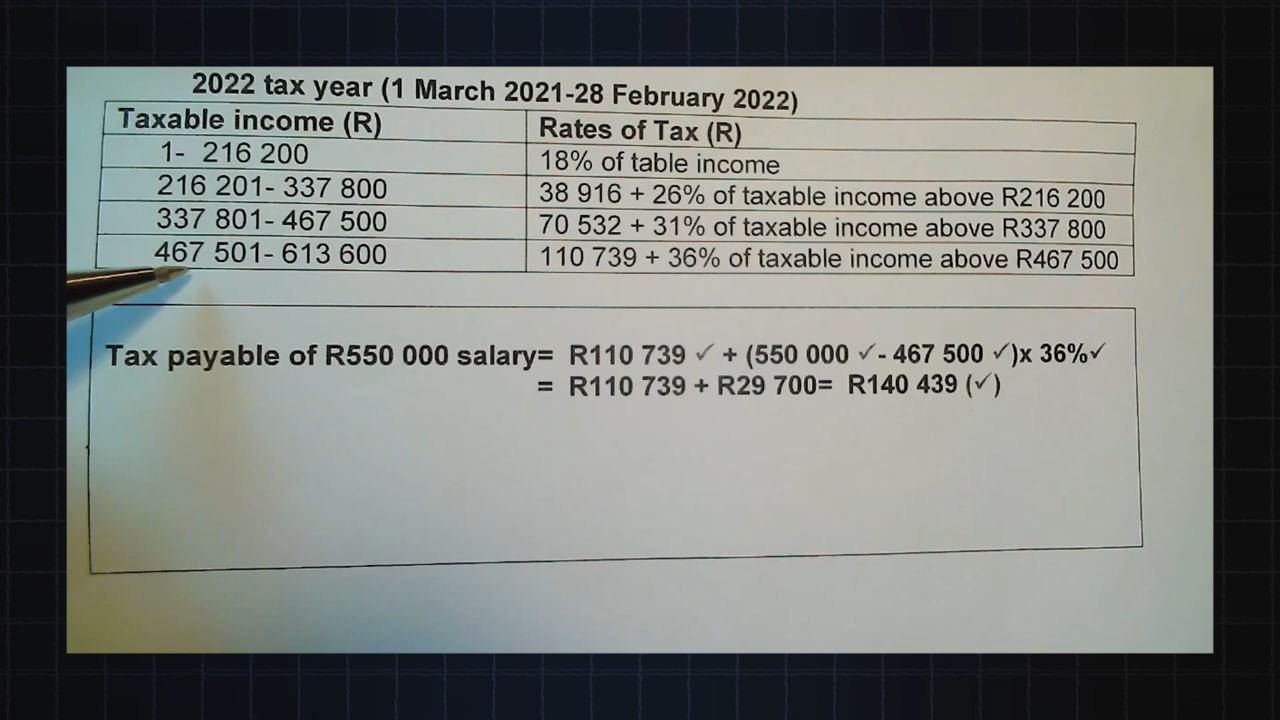 2022 tax year (1 March 2021-28 February 2022)
Taxable income (R) Rates of Tax (R)
1- 216 200 18% of table income
216 201- 337 800 38 916 + 26% of taxable income above R216 200
337 801- 467 500 70 532 + 31% of taxable income above R337 800
467 501- 613 600 110 739 + 36% of taxable income above R467 500
Tax payable of R550 000 salary= R110 739 ✓ + (550 000 ✓- 467 500 ✓)x 36%✓
= R110 739 + R29 700= R140 439 (✓)